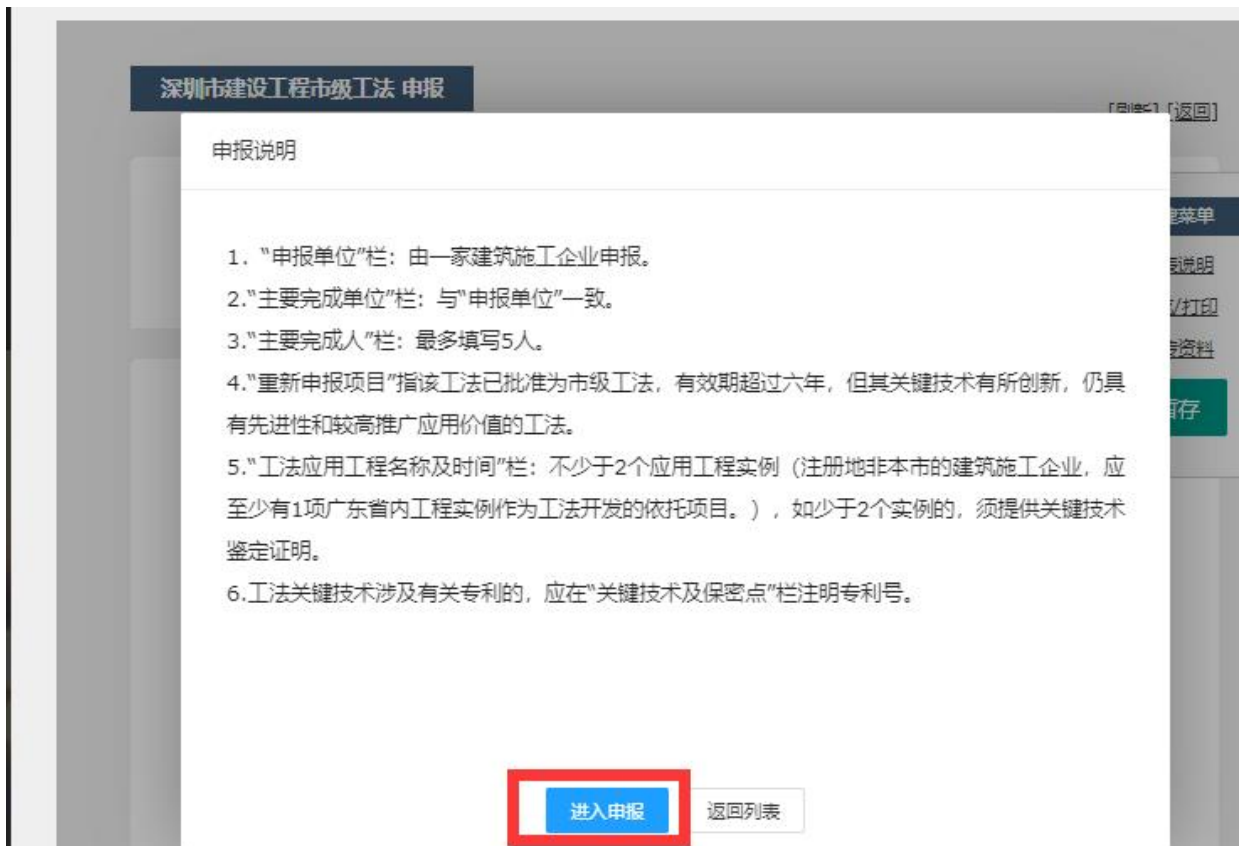 深圳市建设工程市级工法 申报
[刷新] [返回]
申报说明
菜单
说明
/打印
资料
暂存
1. “申报单位”栏：由一家建筑施工企业申报。
2.“主要完成单位”栏：与“申报单位”一致。
3.“主要完成人”栏：最多填写5人。
4.“重新申报项目”指该工法已批准为市级工法，有效期超过六年，但其关键技术有所创新，仍具
有先进性和较高推广应用价值的工法。
5.“工法应用工程名称及时间”栏：不少于2个应用工程实例（注册地非本市的建筑施工企业，应
至少有1项广东省内工程实例作为工法开发的依托项目。），如少于2个实例的，须提供关键技术
鉴定证明。
6.工法关键技术涉及有关专利的，应在“关键技术及保密点”栏注明专利号。
进入申报
返回列表